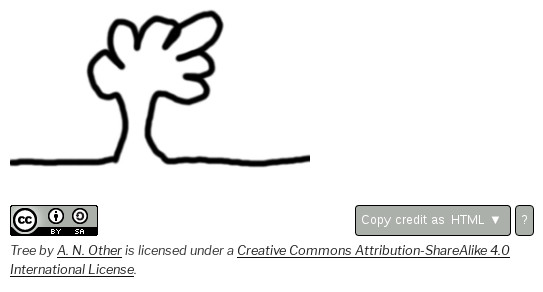 cc BY SA
Copy credit as HTML ▼ ?
Tree by A. N. Other is licensed under a Creative Commons Attribution-ShareAlike 4.0
International License.